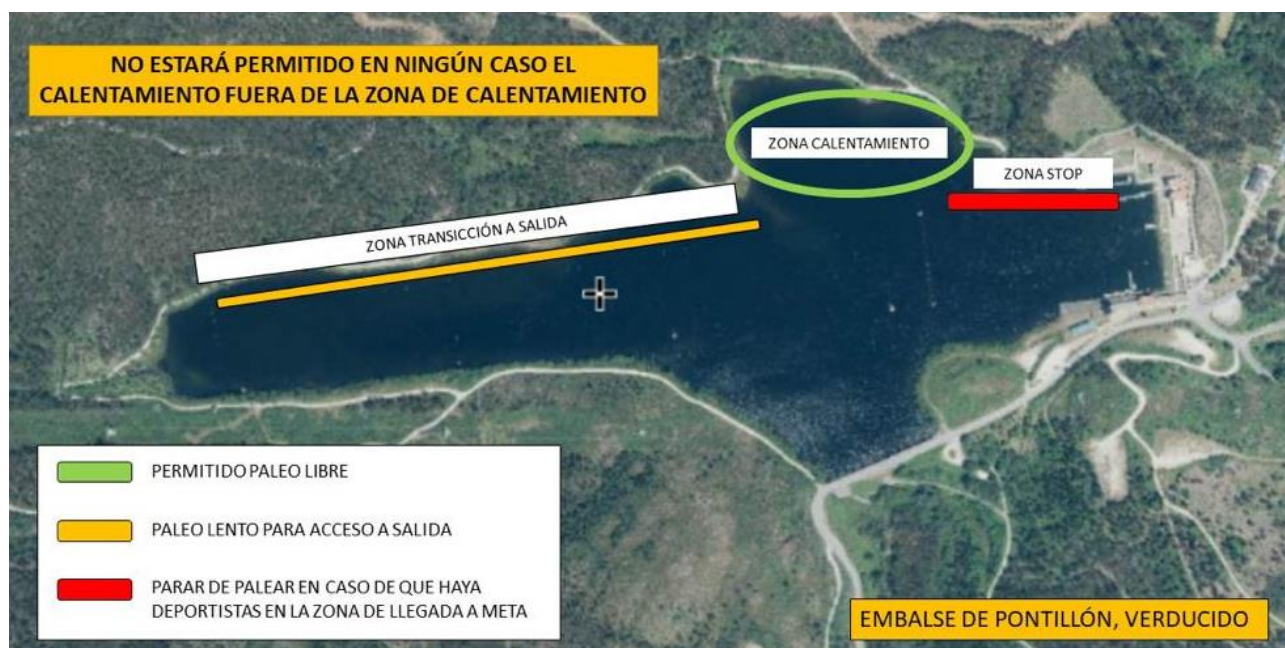 NO ESTARÁ PERMITIDO EN NINGÚN CASO EL
CALENTAMIENTO FUERA DE LA ZONA DE CALENTAMIENTO
ZONA CALENTAMIENTO
ZONA STOP
ZONA TRANSICCIÓN A SALIDA
PERMITIDO PALEO LIBRE
PALEO LENTO PARA ACCESO A SALIDA
PARAR DE PALEAR EN CASO DE QUE HAYA
DEPORTISTAS EN LA ZONA DE LLEGADA A META
EMBALSE DE PONTILLÓN, VERDUCIDO